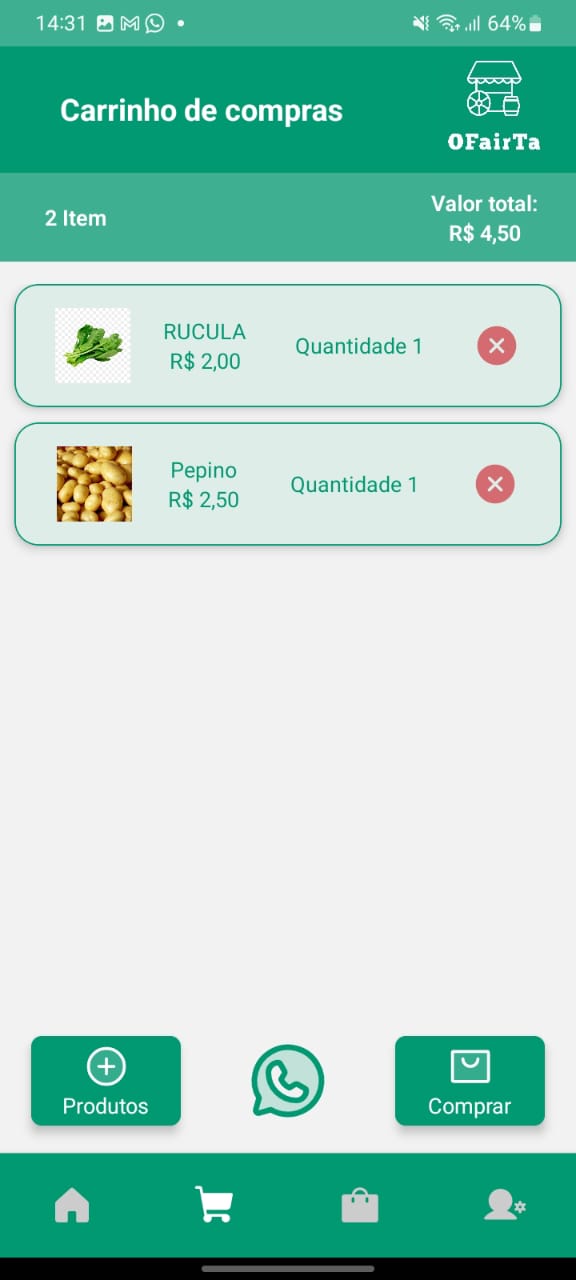 14:31 64%
Carrinho de compras
OFairTa
2 Item
Valor total:
R$ 4,50
RUCULA
R$ 2,00
Quantidade 1
Pepino
R$ 2,50
Quantidade 1
Produtos
Comprar